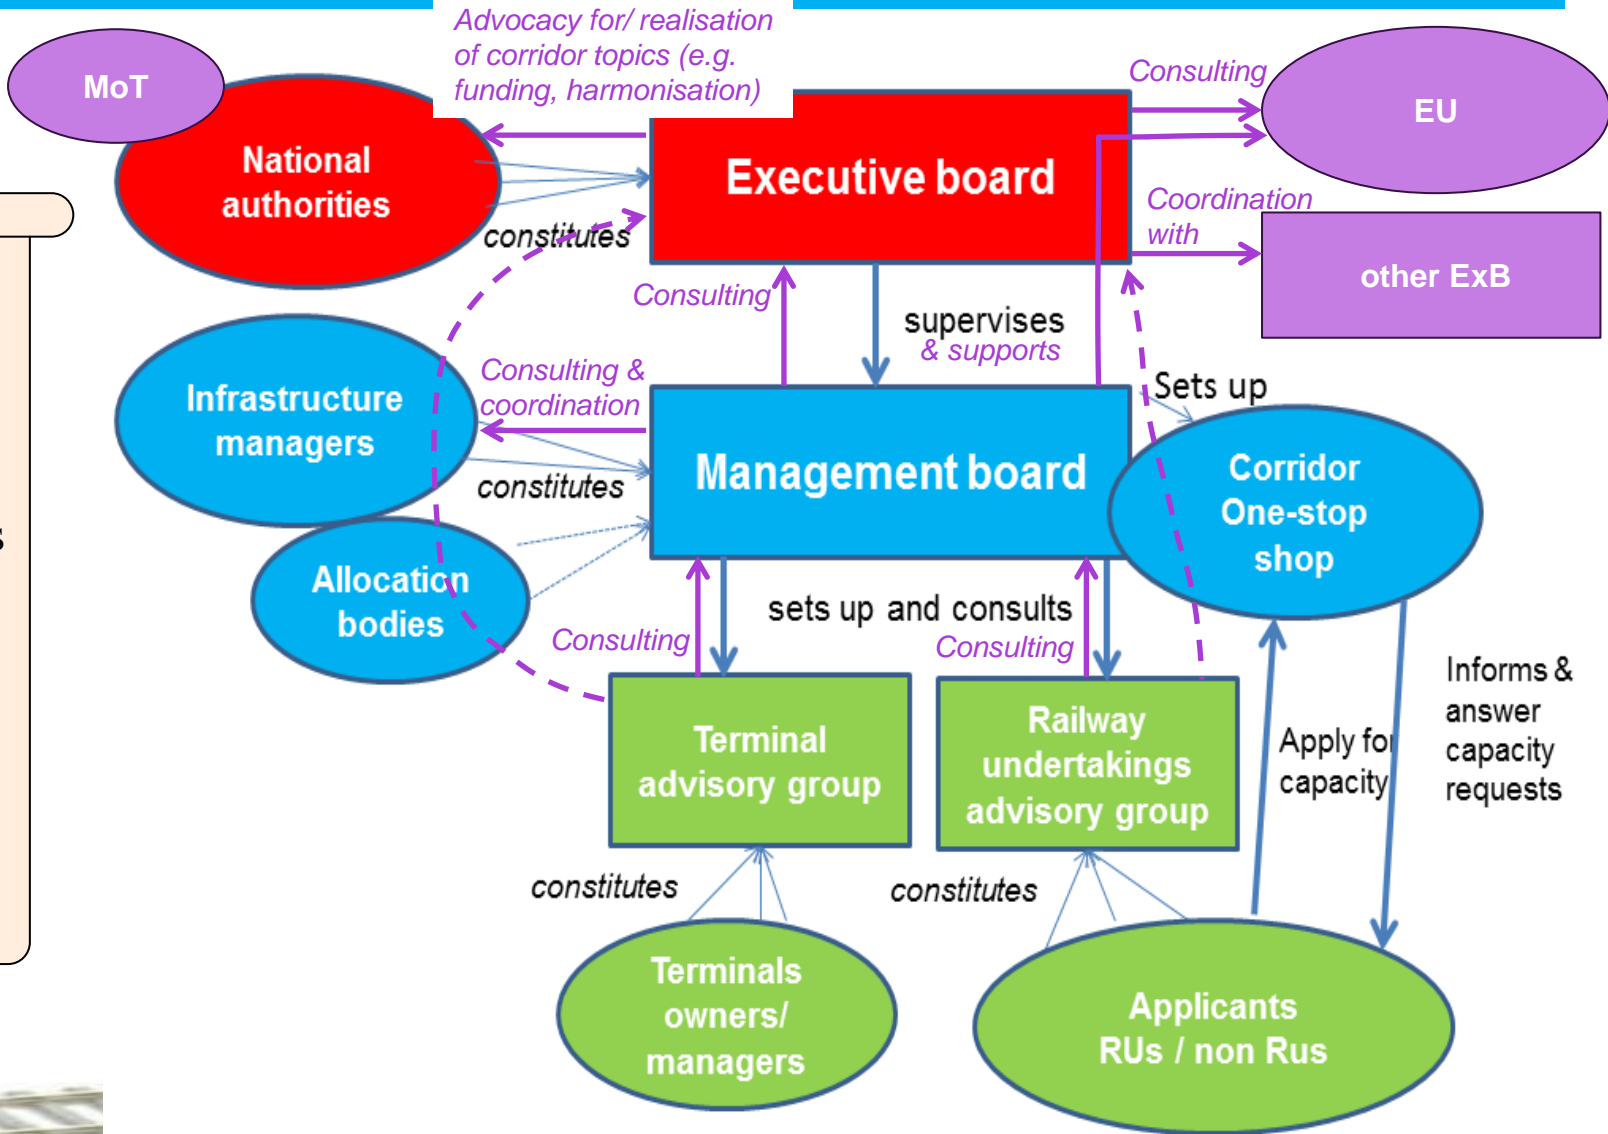 Advocacy for/ realisation
of corridor topics (e.g.
funding, harmonisation)
MoT
Consulting
EU
National
authorities
Executive board
constitutes
Coordination
with
other ExB
Consulting
supervises
& supports
Infrastructure
managers
Consulting &
coordination
constitutes
Management board
Sets up
Corridor
One-stop
shop
s
Allocation
bodies
sets up and consults
Consulting
Consulting
Terminal
advisory group
Railway
undertakings
advisory group
Apply for
capacity
Informs &
answer
capacity
requests
constitutes
constitutes
Terminals
owners/
managers
Applicants
RUs / non Rus